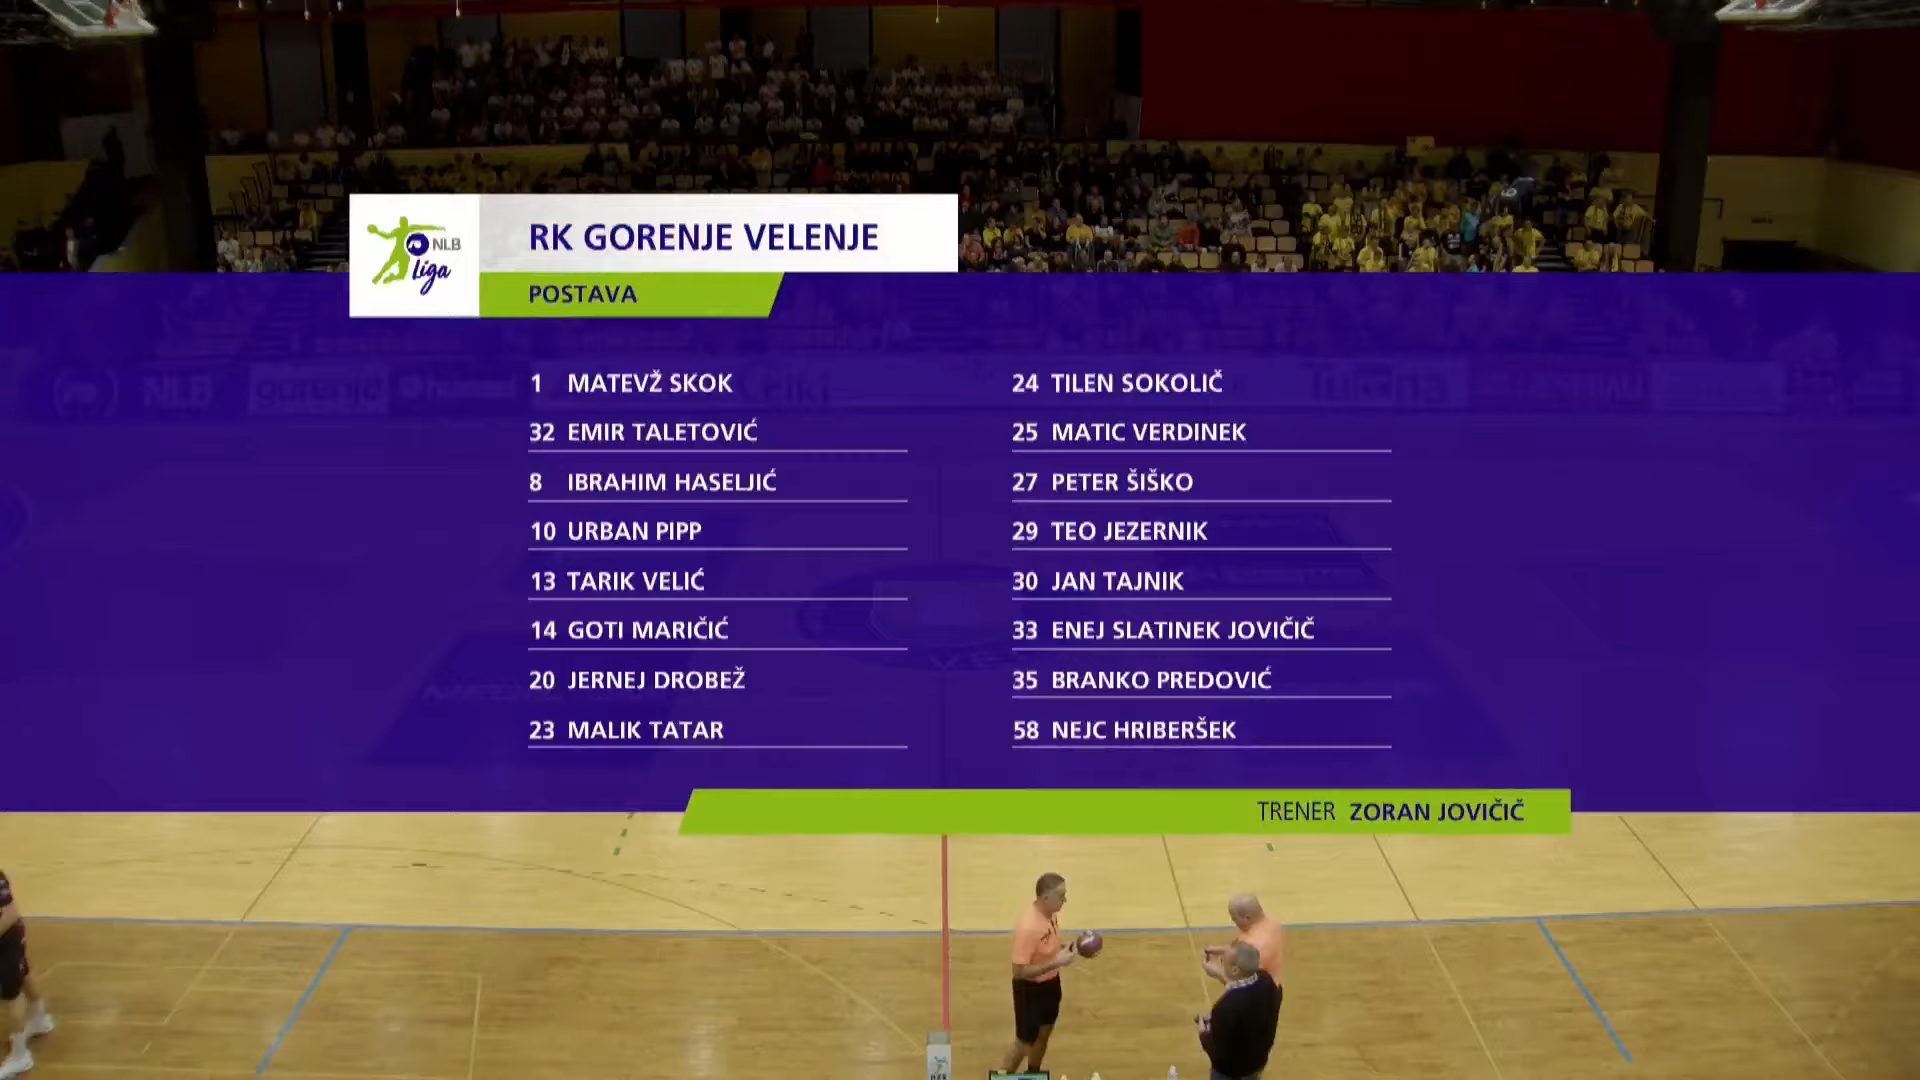 NLB
Liga
RK GORENJE VELENJE
POSTAVA
1 MATEVŽ SKOK
32 EMIR TALETOVIĆ
8 IBRAHIM HASELJIĆ
10 URBAN PIPP
13 TARIK VELIĆ
14 GOTI MARIČIĆ
20 JERNEJ DROBEŽ
23 MALIK TATAR
24 TILEN SOKOLIČ
25 MATIC VERDINEK
27 PETER ŠIŠKO
29 TEO JEZERNIK
30 JAN TAJNIK
33 ENEJ SLATINEK JOVIČIČ
35 BRANKO PREDOVIĆ
58 NEJC HRIBERŠEK
TRENER ZORAN JOVIČIČ
NLB
gorenje